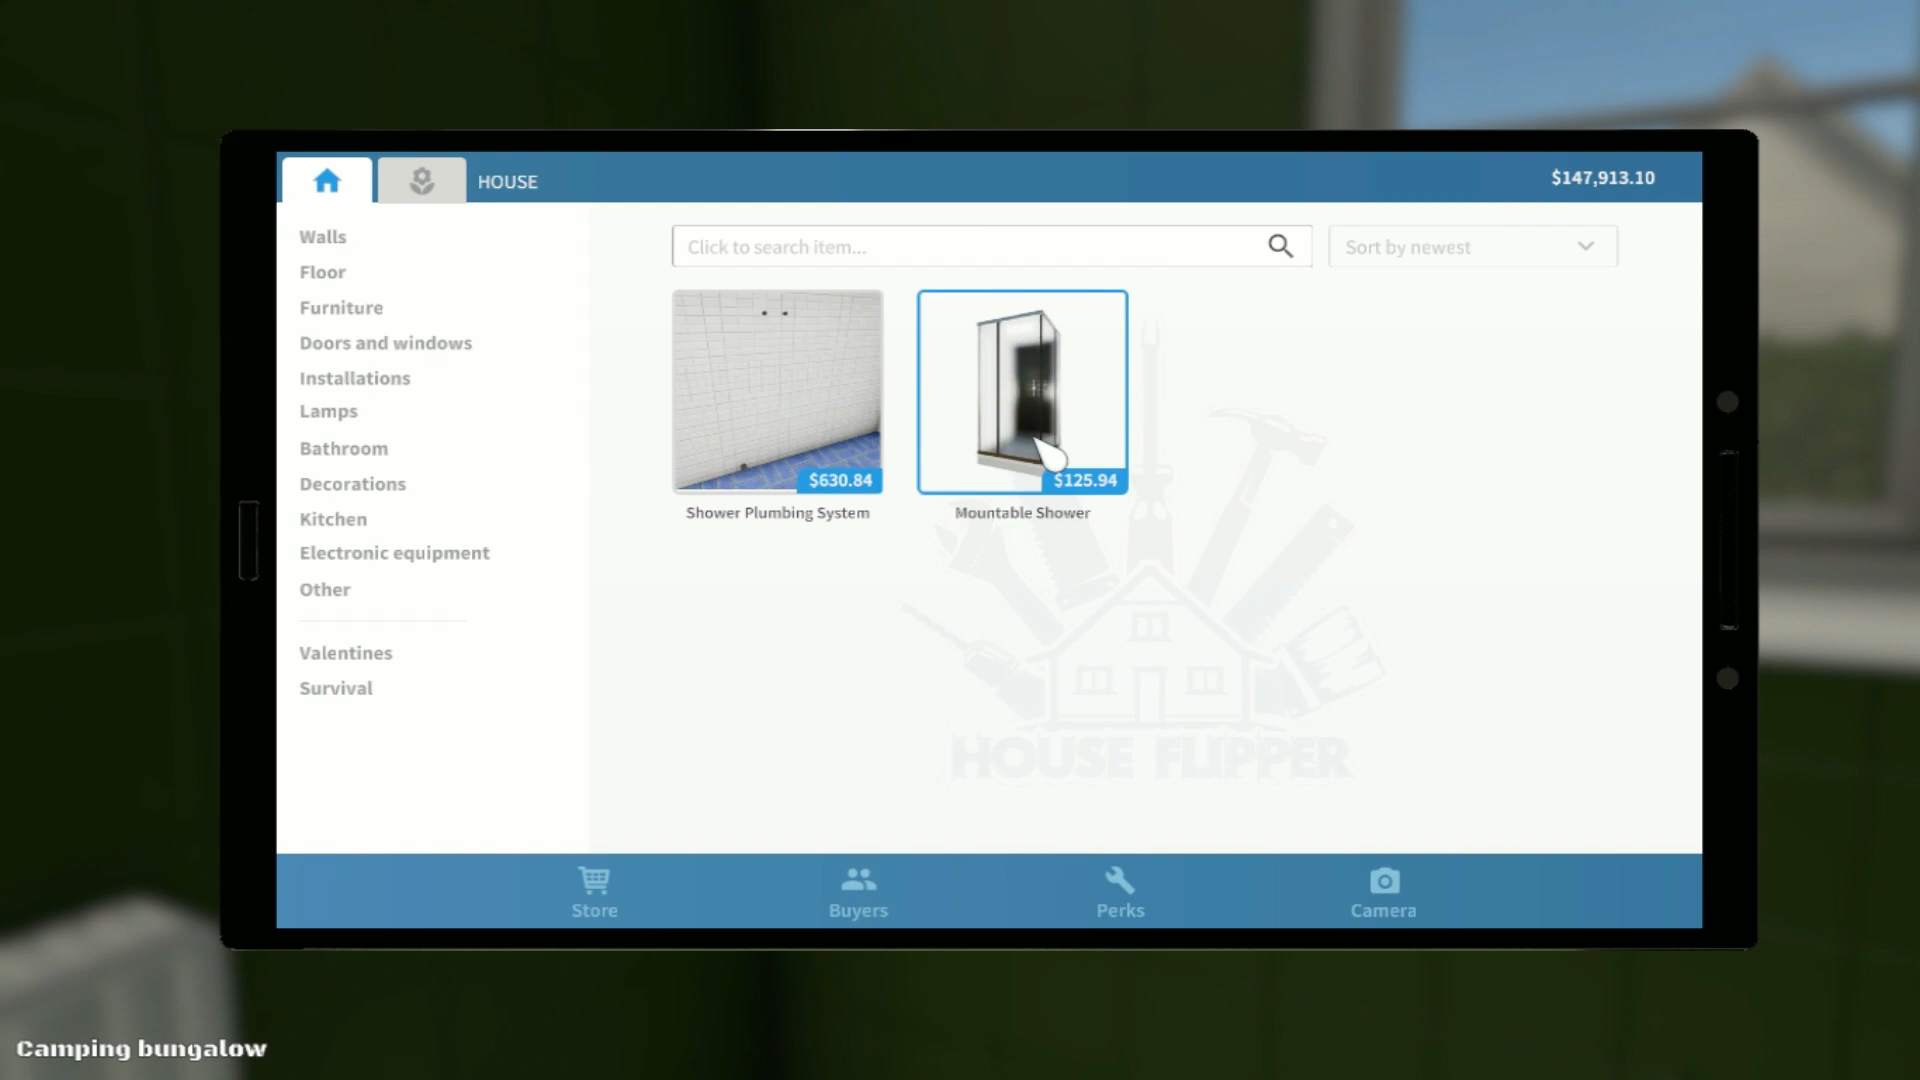 HOUSE
$147,913.10
Walls
Floor
Furniture
Doors and windows
Installations
Lamps
Bathroom
Decorations
Kitchen
Electronic equipment
Other
Valentines
Survival
Click to search item...
Sort by newest
$630.84
Shower Plumbing System
$125.94
Mountable Shower
HOUSE FLIPPER
Store
Buyers
Perks
Camera
Camping bungalow